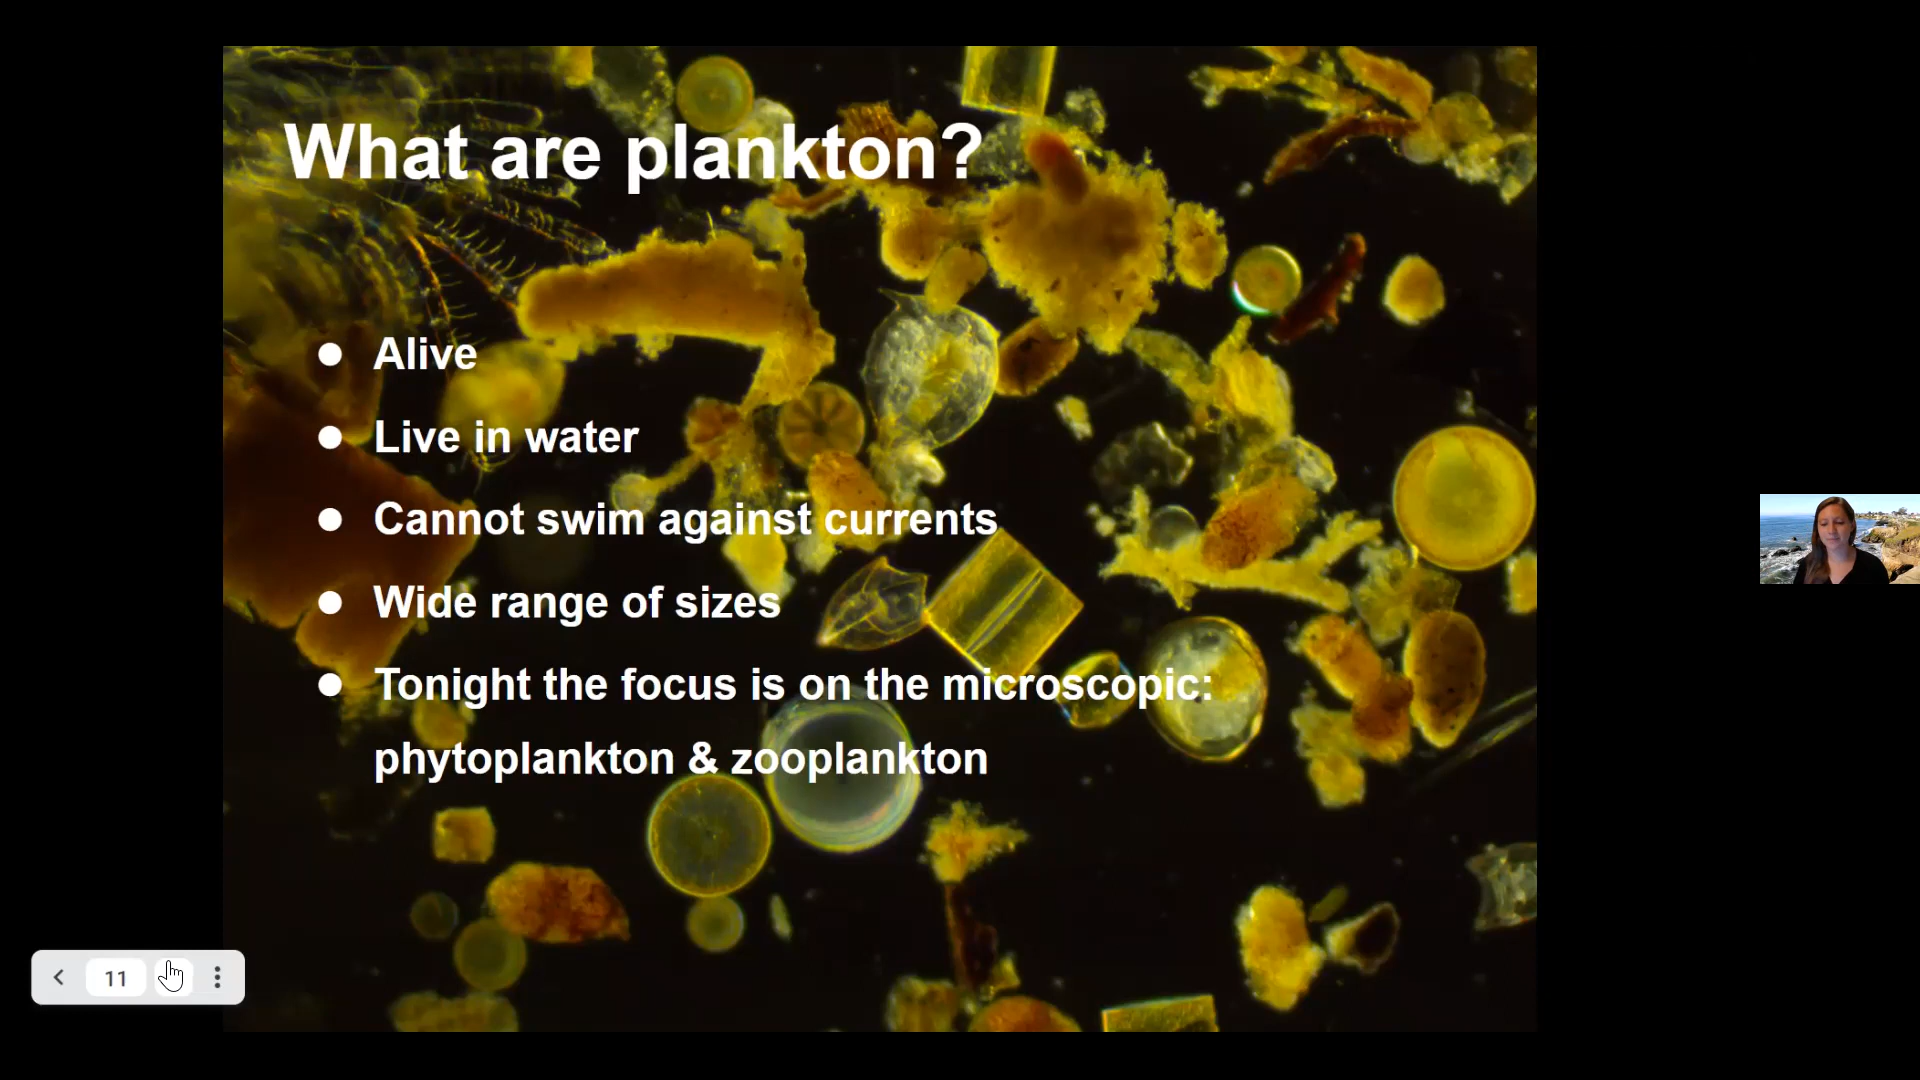 What are plankton?
● Alive
● Live in water
● Cannot swim against currents
● Wide range of sizes
● Tonight the focus is on the microscopic:
phytoplankton & zooplankton
11